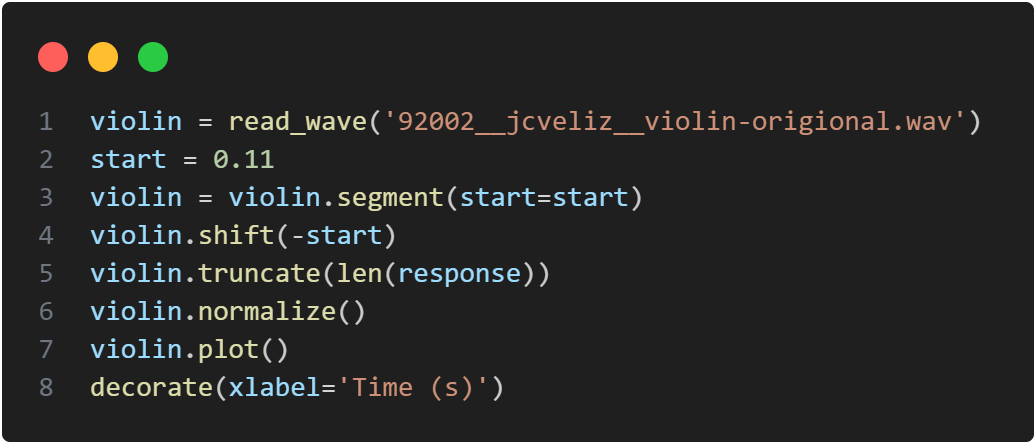 1 violin = read_wave('92002__jcveliz__violin-origional.wav')
2 start = 0.11
3 violin = violin.segment(start=start)
4 violin.shift(-start)
5 violin.truncate(len(response))
6 violin.normalize()
7 violin.plot()
8 decorate(xlabel='Time (s)')